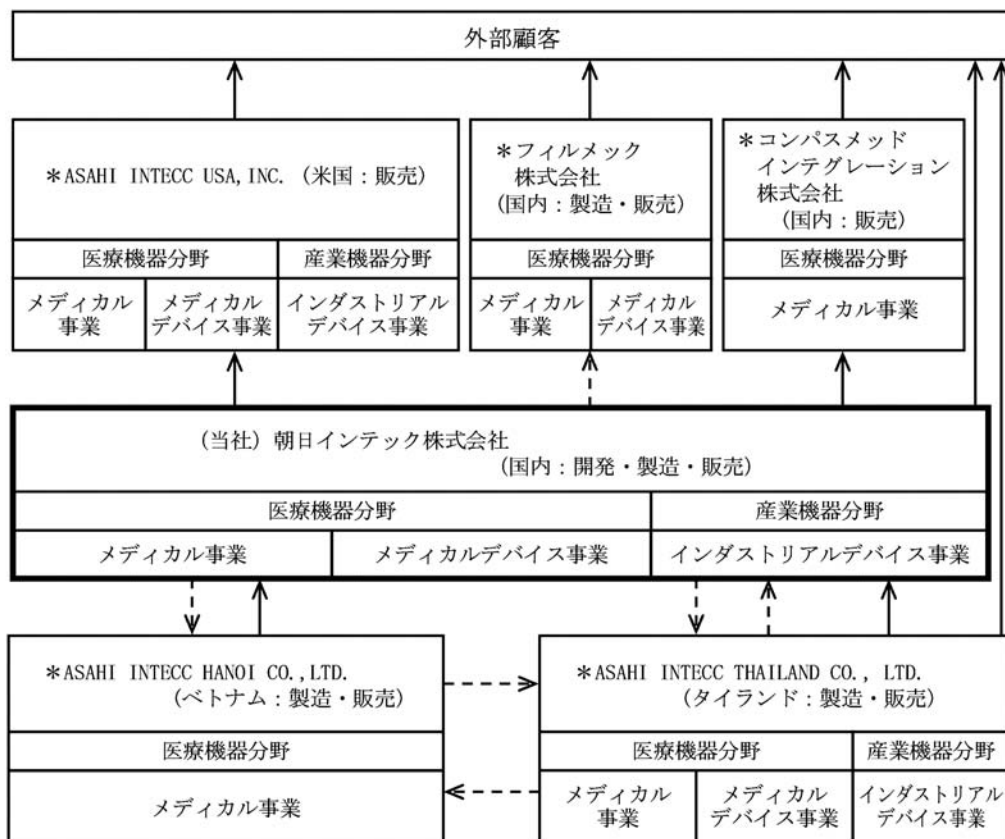 外部顧客
＊ASAHI INTECC USA,INC.（米国：販売）
医療機器分野
産業機器分野
メディカル
事業
メディカル
デバイス事業
インダストリアル
デバイス事業
＊フィルメック
株式会社
（国内：製造・販売）
医療機器分野
メディカル
事業
メディカル
デバイス事業
＊コンパスメッド
インテグレーション
株式会社
（国内：販売）
医療機器分野
メディカル事業
（当社）朝日インテック株式会社
（国内：開発・製造・販売）
医療機器分野
産業機器分野
メディカル事業
メディカルデバイス事業
インダストリアルデバイス事業
＊ASAHI INTECC HANOI CO.,LTD.
（ベトナム：製造・販売）
医療機器分野
メディカル事業
＊ASAHI INTECC THAILAND CO., LTD.
（タイランド：製造・販売）
医療機器分野
産業機器分野
メディカル
事業
メディカル
デバイス事業
インダストリアル
デバイス事業